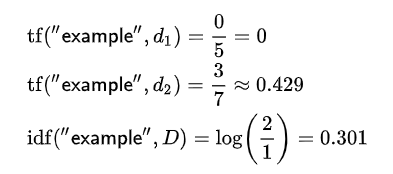 tf("example", d₁) = 0/5 = 0
tf("example", d₂) = 3/7 ≈ 0.429
idf("example", D) = log(2/1) = 0.301